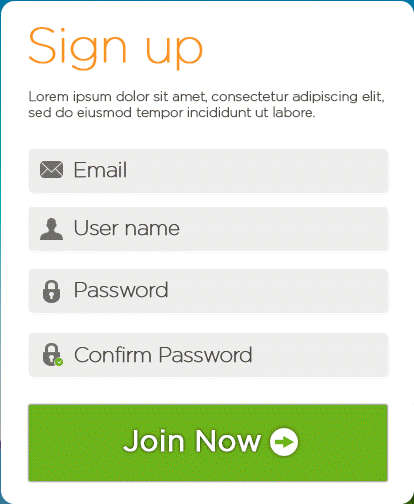 Sign up
Lorem ipsum dolor sit amet, consectetur adipiscing elit,
sed do eiusmod tempor incididunt ut labore.
Email
User name
Password
Confirm Password
Join Now